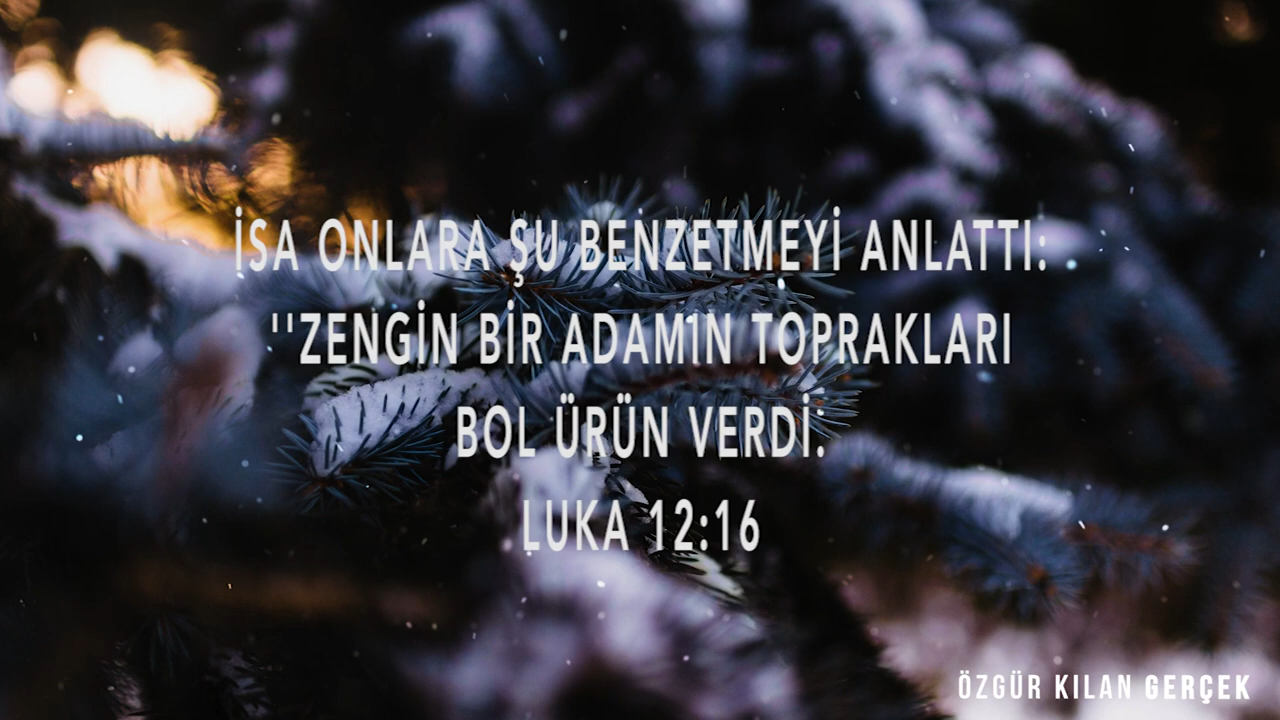 İSA ONLARA ŞU BENZETMEYİ ANLATTI:
''ZENGİN BİR ADAMIN TOPRAKLARI
BOL ÜRÜN VERDİ.
LUKA 12:16
ÖZGÜR KILAN GERÇEK